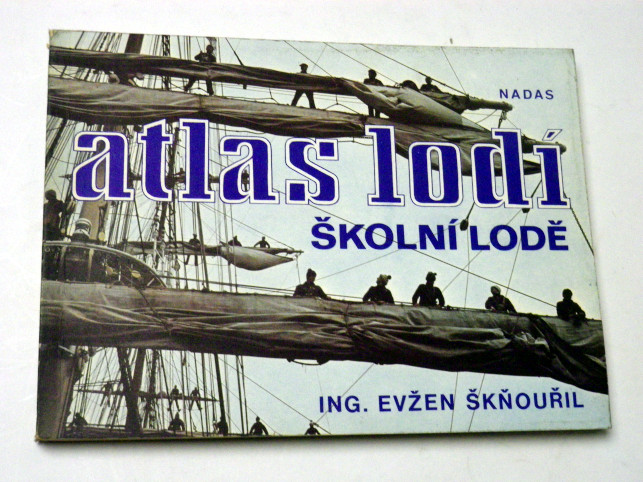 NADAS
atlas lodí
ŠKOLNÍ LODĚ
ING. EVŽEN ŠKŇOUŘIL